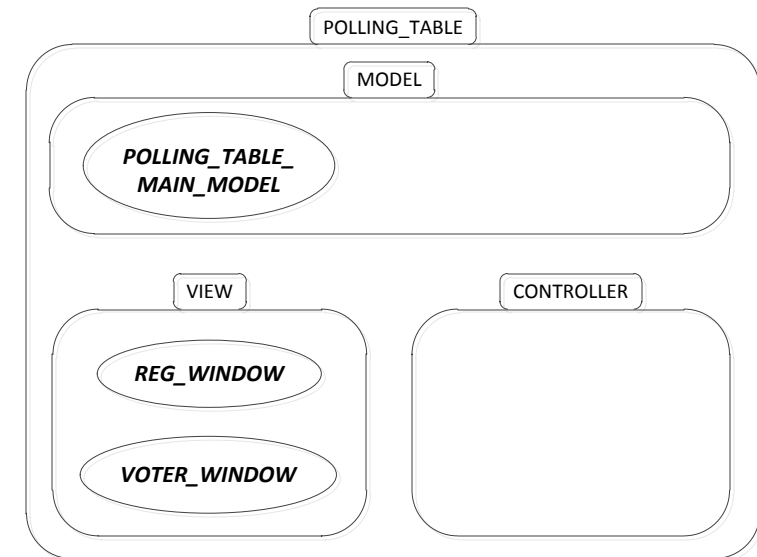 POLLING_TABLE
MODEL
POLLING_TABLE_
MAIN_MODEL
VIEW
CONTROLLER
REG_WINDOW
VOTER_WINDOW